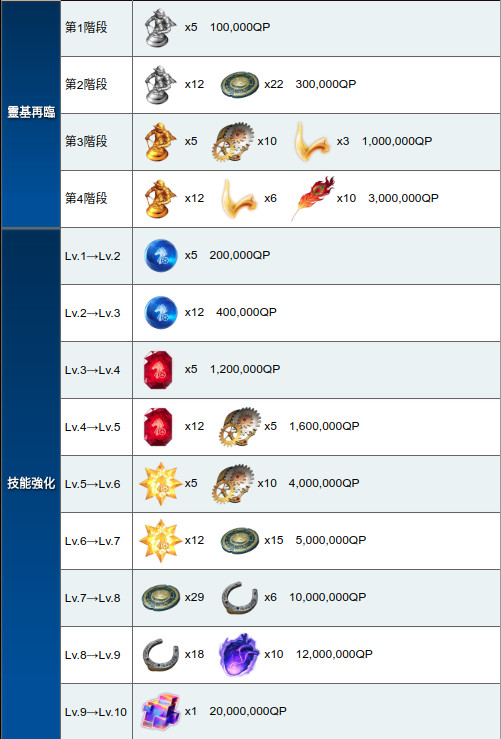 靈基再臨
第1階段 x5 100,000QP
第2階段 x12 x22 300,000QP
第3階段 x5 x10 x3 1,000,000QP
第4階段 x12 x6 x10 3,000,000QP
技能強化
Lv.1→Lv.2 x5 200,000QP
Lv.2→Lv.3 x12 400,000QP
Lv.3→Lv.4 x5 1,200,000QP
Lv.4→Lv.5 x12 x5 1,600,000QP
Lv.5→Lv.6 x5 x10 4,000,000QP
Lv.6→Lv.7 x12 x15 5,000,000QP
Lv.7→Lv.8 x29 x6 10,000,000QP
Lv.8→Lv.9 x18 x10 12,000,000QP
Lv.9→Lv.10 x1 20,000,000QP